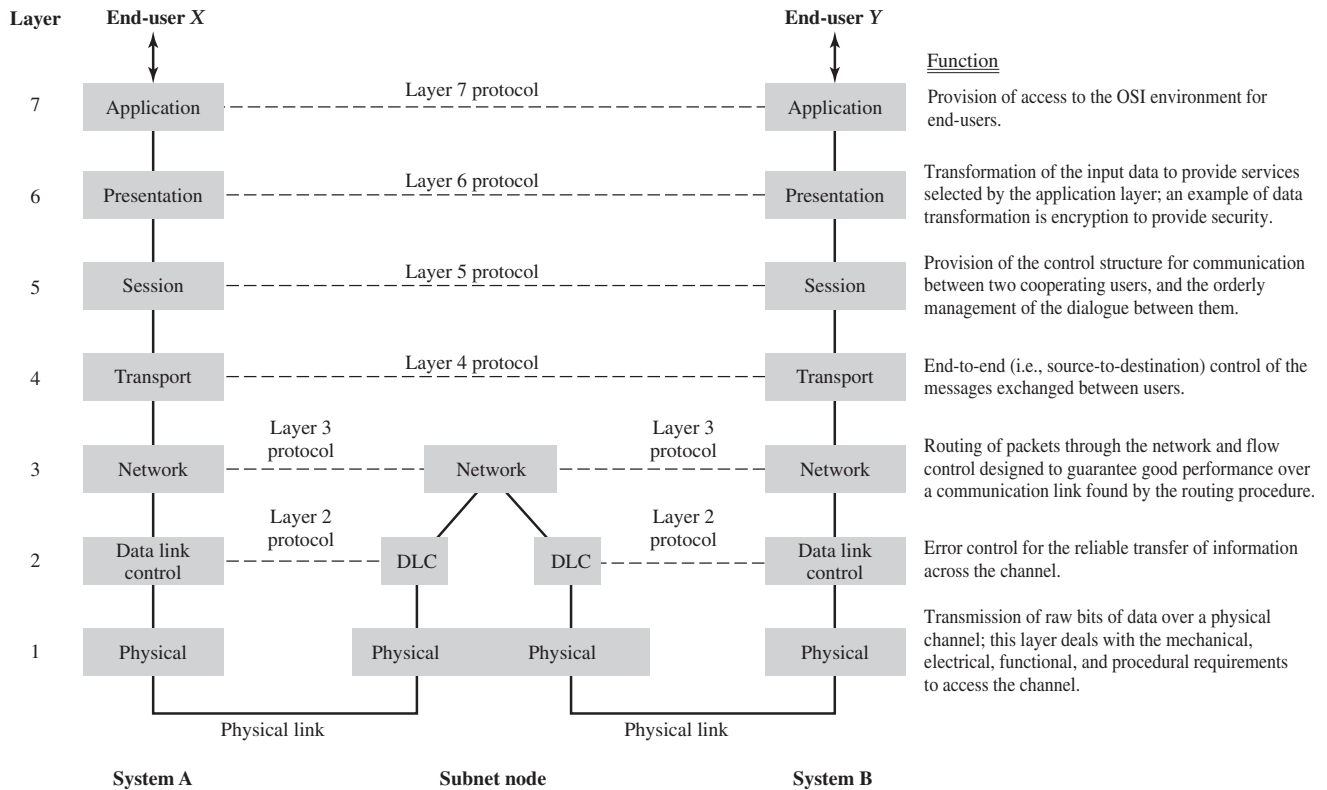 Layer
End-user X
End-user Y
Function
7
Application
Layer 7 protocol
Application
Provision of access to the OSI environment for
end-users.
6
Presentation
Layer 6 protocol
Presentation
Transformation of the input data to provide services
selected by the application layer; an example of data
transformation is encryption to provide security.
5
Session
Layer 5 protocol
Session
Provision of the control structure for communication
between two cooperating users, and the orderly
management of the dialogue between them.
4
Transport
Layer 4 protocol
Transport
End-to-end (i.e., source-to-destination) control of the
messages exchanged between users.
3
Network
Layer 3
protocol
Network
Layer 3
protocol
Network
Routing of packets through the network and flow
control designed to guarantee good performance over
a communication link found by the routing procedure.
2
Data link
control
Layer 2
protocol
DLC
DLC
Layer 2
protocol
Data link
control
Error control for the reliable transfer of information
across the channel.
1
Physical
Physical
Physical
Physical
Transmission of raw bits of data over a physical
channel; this layer deals with the mechanical,
electrical, functional, and procedural requirements
to access the channel.
Physical link
Physical link
System A
Subnet node
System B